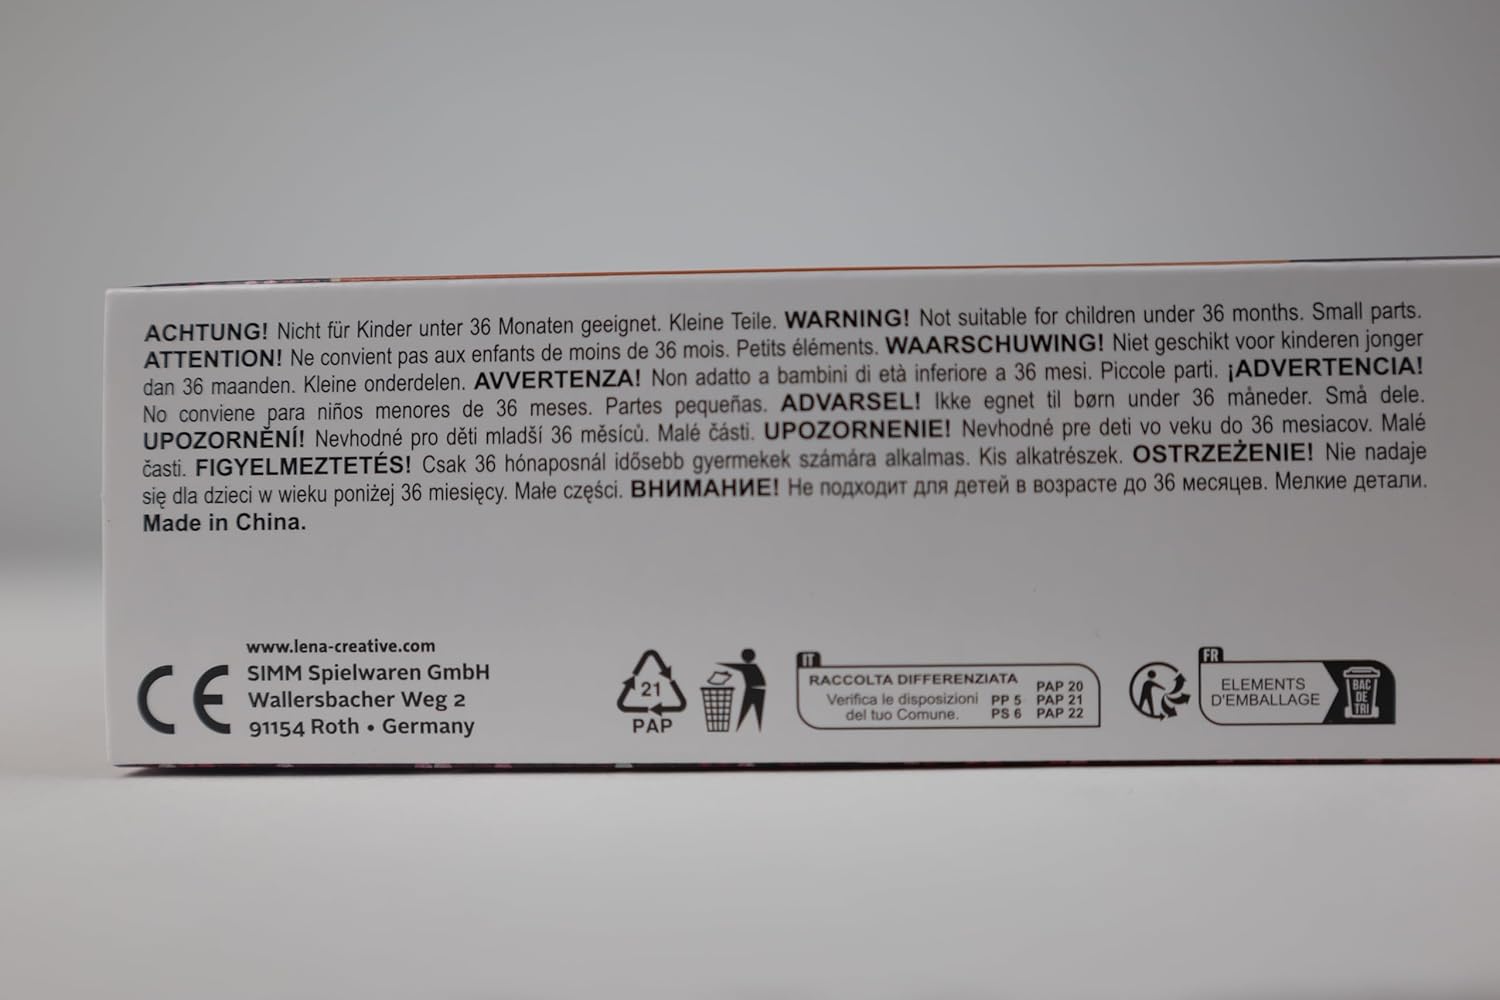 ACHTUNG! Nicht für Kinder unter 36 Monaten geeignet. Kleine Teile. WARNING! Not suitable for children under 36 months. Small parts.
ATTENTION! Ne convient pas aux enfants de moins de 36 mois. Petits éléments. WAARSCHUWING! Niet geschikt voor kinderen jonger
dan 36 maanden. Kleine onderdelen. AVVERTENZA! Non adatto a bambini di età inferiore a 36 mesi. Piccole parti. ¡ADVERTENCIA!
No conviene para niños menores de 36 meses. Partes pequeñas. ADVARSEL! Ikke egnet til børn under 36 måneder. Små dele.
UPOZORNĚNÍ! Nevhodné pro děti mladší 36 měsíců. Malé části. UPOZORNENIE! Nevhodné pre deti vo veku do 36 mesiacov. Malé
časti. FIGYELMEZTETÉS! Csak 36 hónaposnál idősebb gyermekek számára alkalmas. Kis alkatrészek. OSTRZEŻENIE! Nie nadaje
się dla dzieci w wieku poniżej 36 miesięcy. Małe części. ВНИМАНИЕ! Не подходит для детей в возрасте до 36 месяцев. Мелкие детали.
Made in China.
CE
www.lena-creative.com
SIMM Spielwaren GmbH
Wallersbacher Weg 2
91154 Roth • Germany
21
PAP
IT
RACCOLTA DIFFERENZIATA
Verifica le disposizioni
del tuo Comune.
PP 5
PS 6
PAP 20
PAP 21
PAP 22
FR
ELEMENTS
D'EMBALLAGE
BAC
DE
TRI